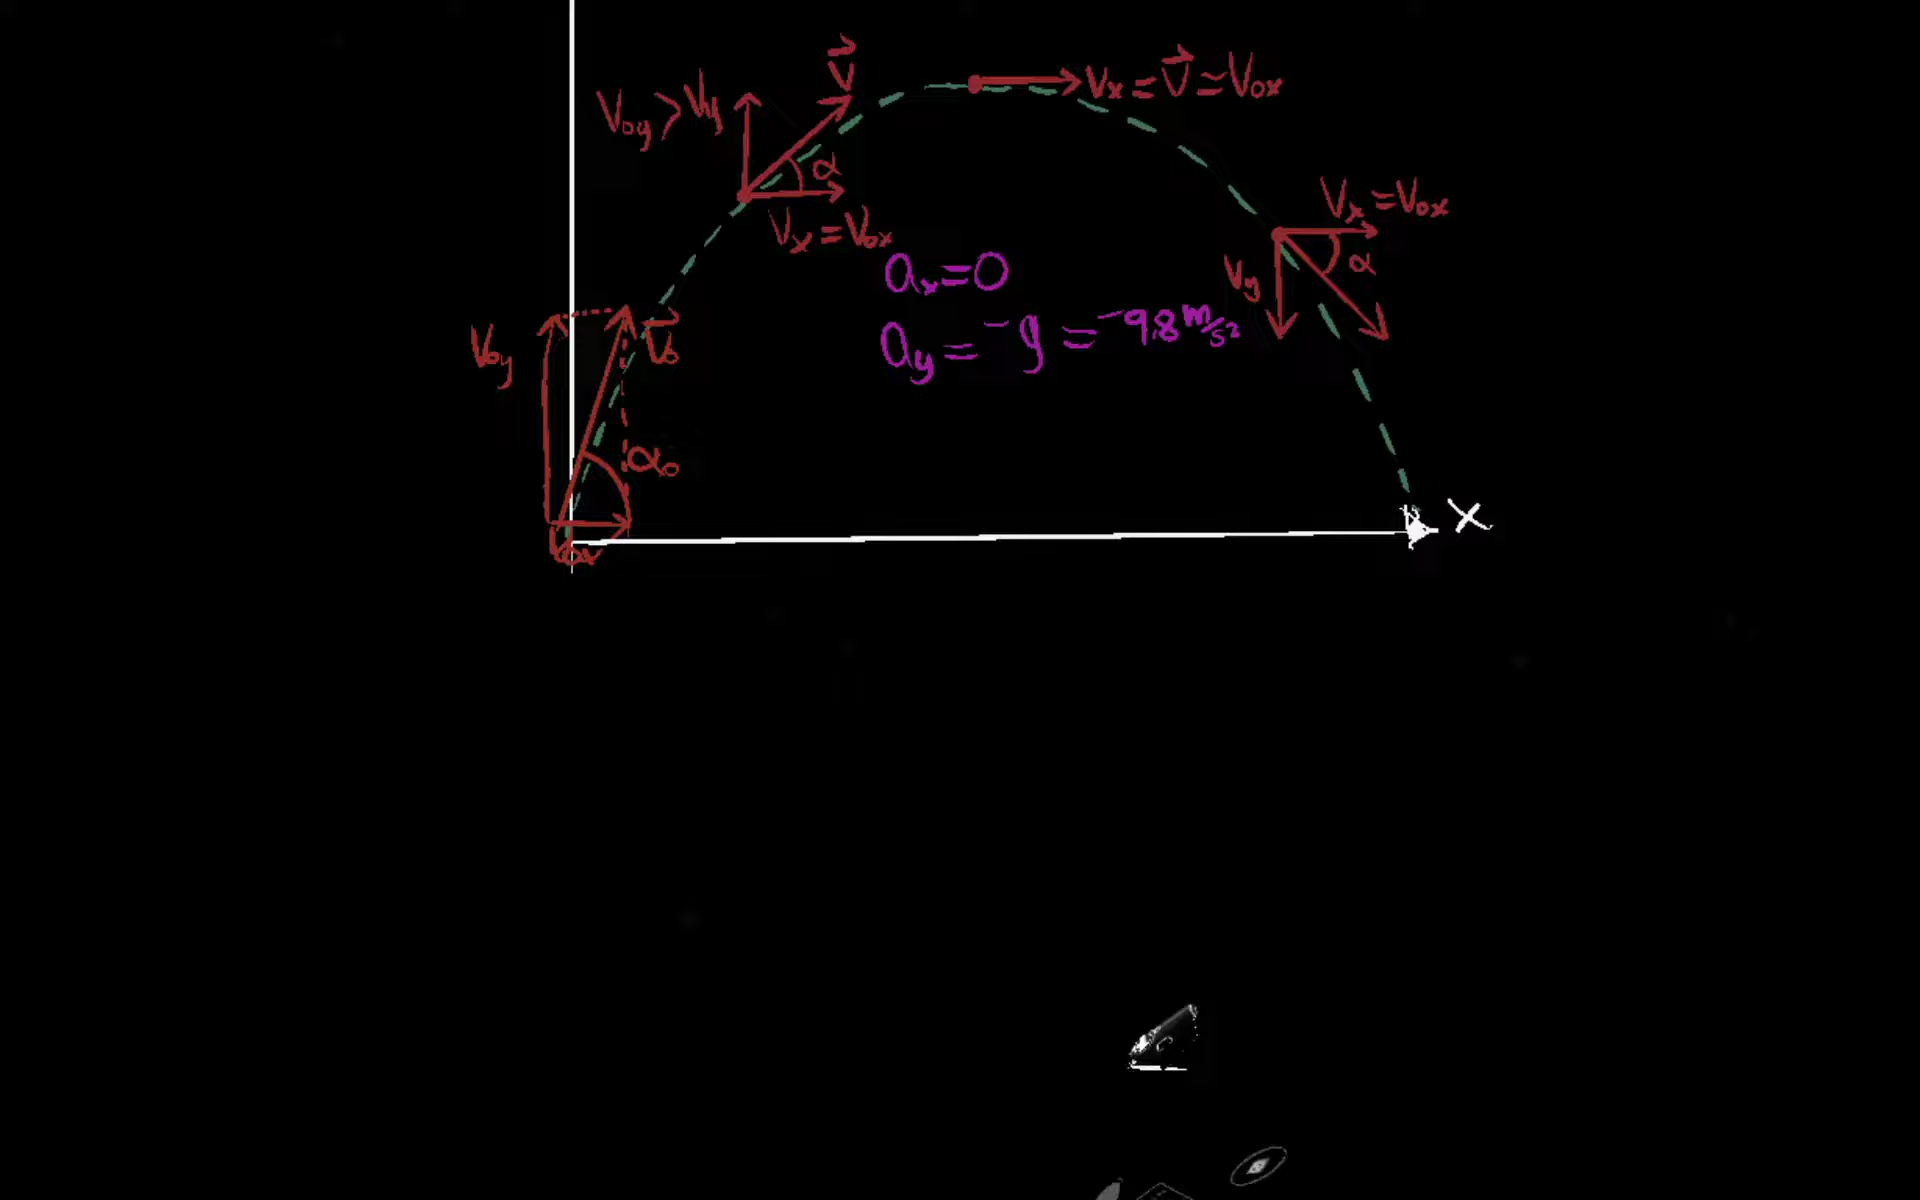 V⃗
Vₓ = V⃗ = V₀ₓ
V₀y > Vy
α
Vₓ = V₀ₓ
Vₓ = V₀ₓ
aₓ = 0
Vy
α
ay = -g = -9.8 m/s²
V₀y
V⃗₀
α₀
X
V₀ₓ